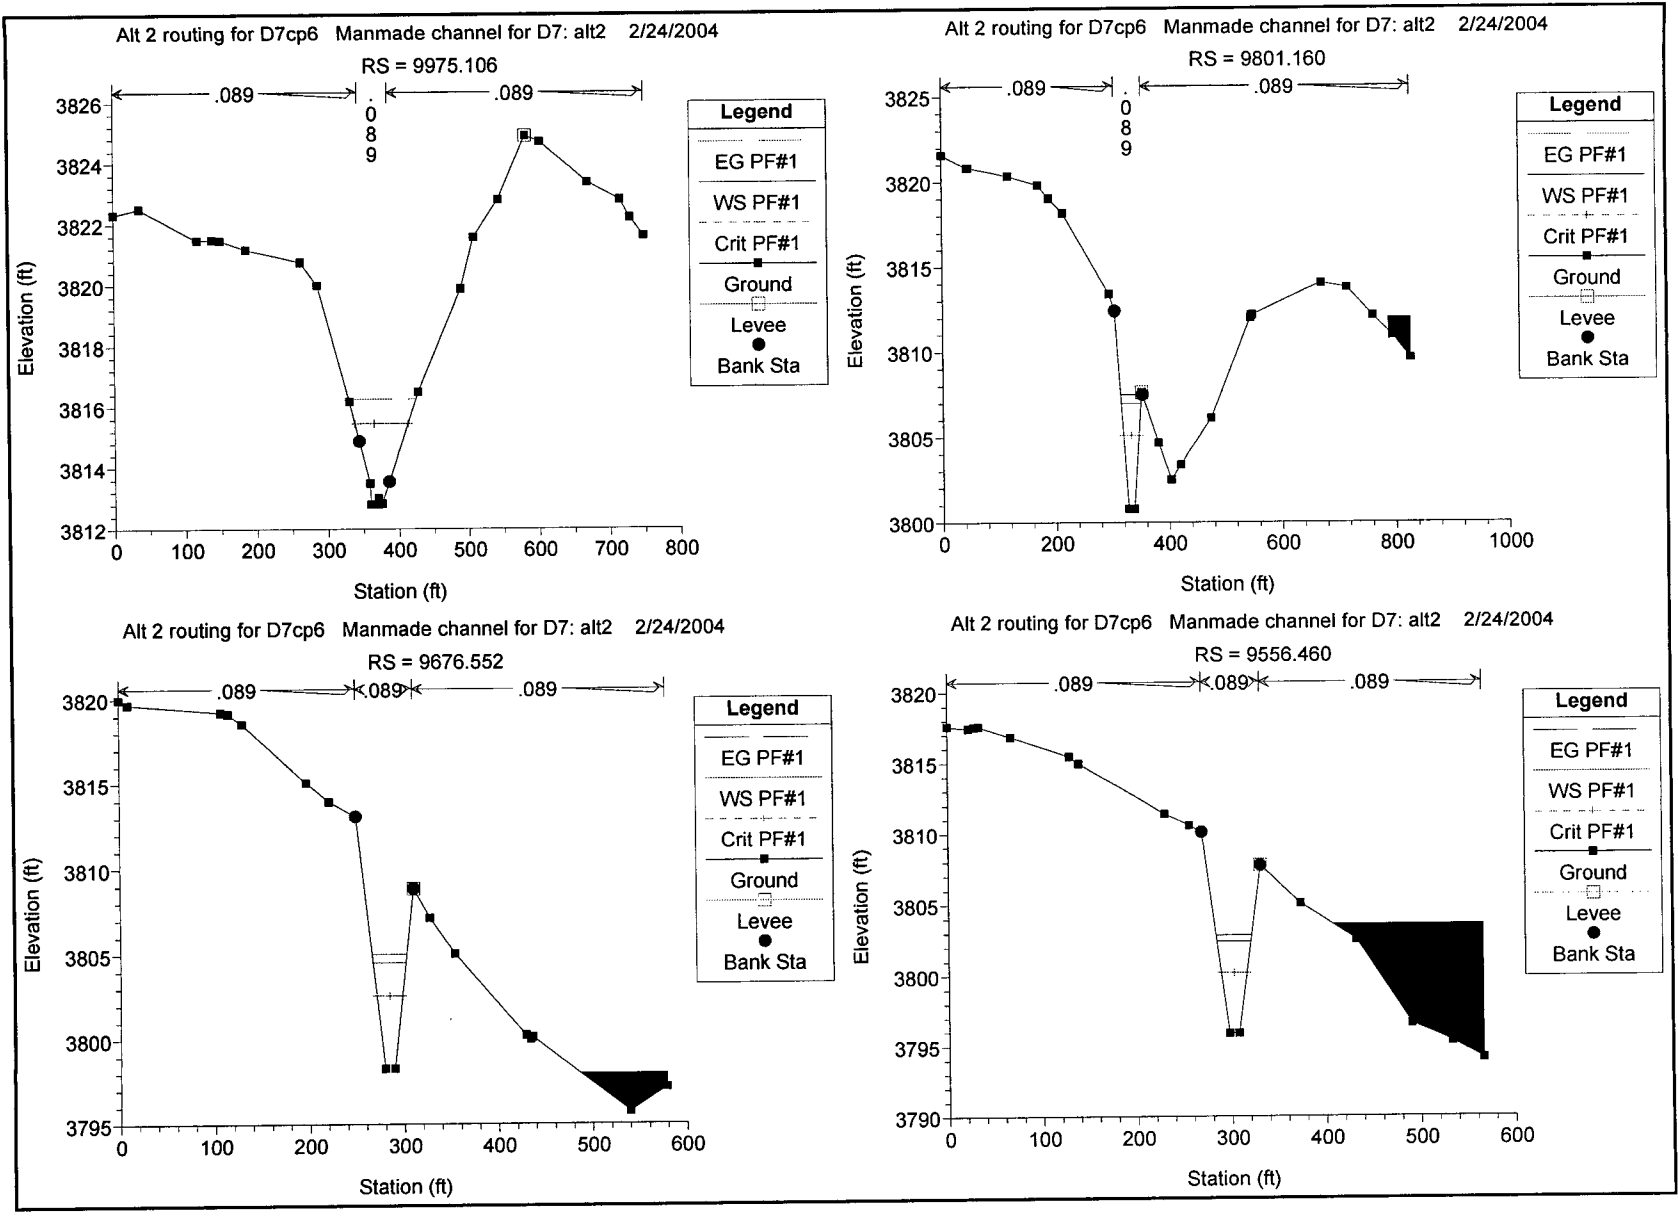 Alt 2 routing for D7cp6 Manmade channel for D7: alt2 2/24/2004
RS = 9975.106
.089
.089
.089
3826
3824
3822
3820
3818
3816
3814
3812
Elevation (ft)
0 100 200 300 400 500 600 700 800
Station (ft)
Legend
EG PF#1
WS PF#1
Crit PF#1
Ground
Levee
Bank Sta
Alt 2 routing for D7cp6 Manmade channel for D7: alt2 2/24/2004
RS = 9801.160
.089
.089
.089
3825
3820
3815
3810
3805
3800
Elevation (ft)
0 200 400 600 800 1000
Station (ft)
Legend
EG PF#1
WS PF#1
Crit PF#1
Ground
Levee
Bank Sta
Alt 2 routing for D7cp6 Manmade channel for D7: alt2 2/24/2004
RS = 9676.552
.089 .089 .089
3820
3815
3810
3805
3800
3795
Elevation (ft)
0 100 200 300 400 500 600
Station (ft)
Legend
EG PF#1
WS PF#1
Crit PF#1
Ground
Levee
Bank Sta
Alt 2 routing for D7cp6 Manmade channel for D7: alt2 2/24/2004
RS = 9556.460
.089 .089 .089
3820
3815
3810
3805
3800
3795
3790
Elevation (ft)
0 100 200 300 400 500 600
Station (ft)
Legend
EG PF#1
WS PF#1
Crit PF#1
Ground
Levee
Bank Sta